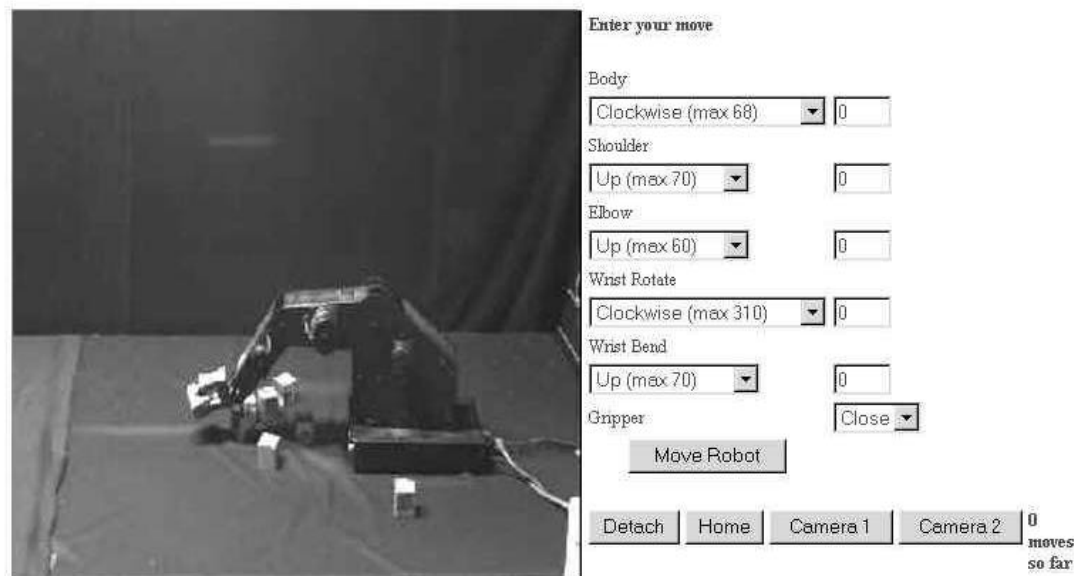 Enter your move
Body
Clockwise (max 68) 0
Shoulder
Up (max 70) 0
Elbow
Up (max 60) 0
Wrist Rotate
Clockwise (max 310) 0
Wrist Bend
Up (max 70) 0
Gripper Close
Move Robot
Detach Home Camera 1 Camera 2 0
moves
so far